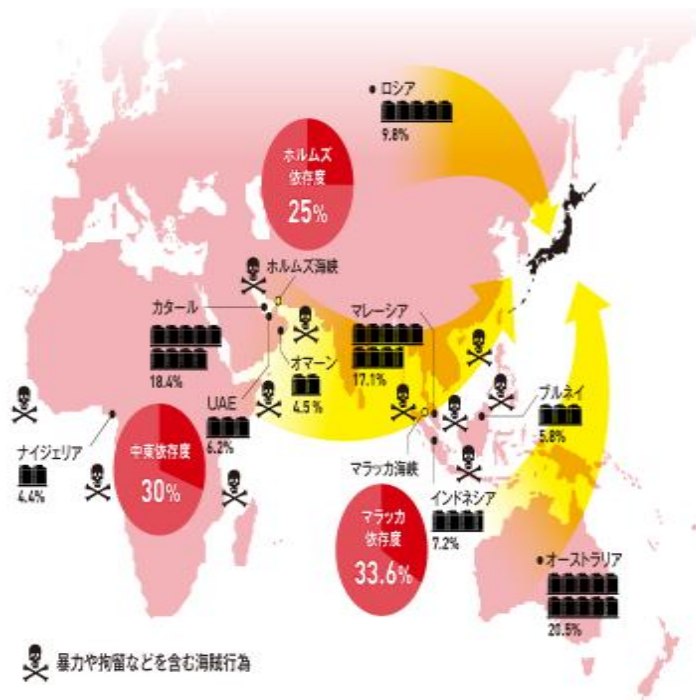 ロシア
9.8%
ホルムズ
依存度
25%
ホルムズ海峡
カタール
18.4%
マレーシア
17.1%
オマーン
4.5%
UAE
6.2%
ブルネイ
5.8%
ナイジェリア
4.4%
中東依存度
30%
マラッカ海峡
インドネシア
7.2%
マラッカ
依存度
33.6%
オーストラリア
20.5%
暴力や拘留などを含む海賊行為